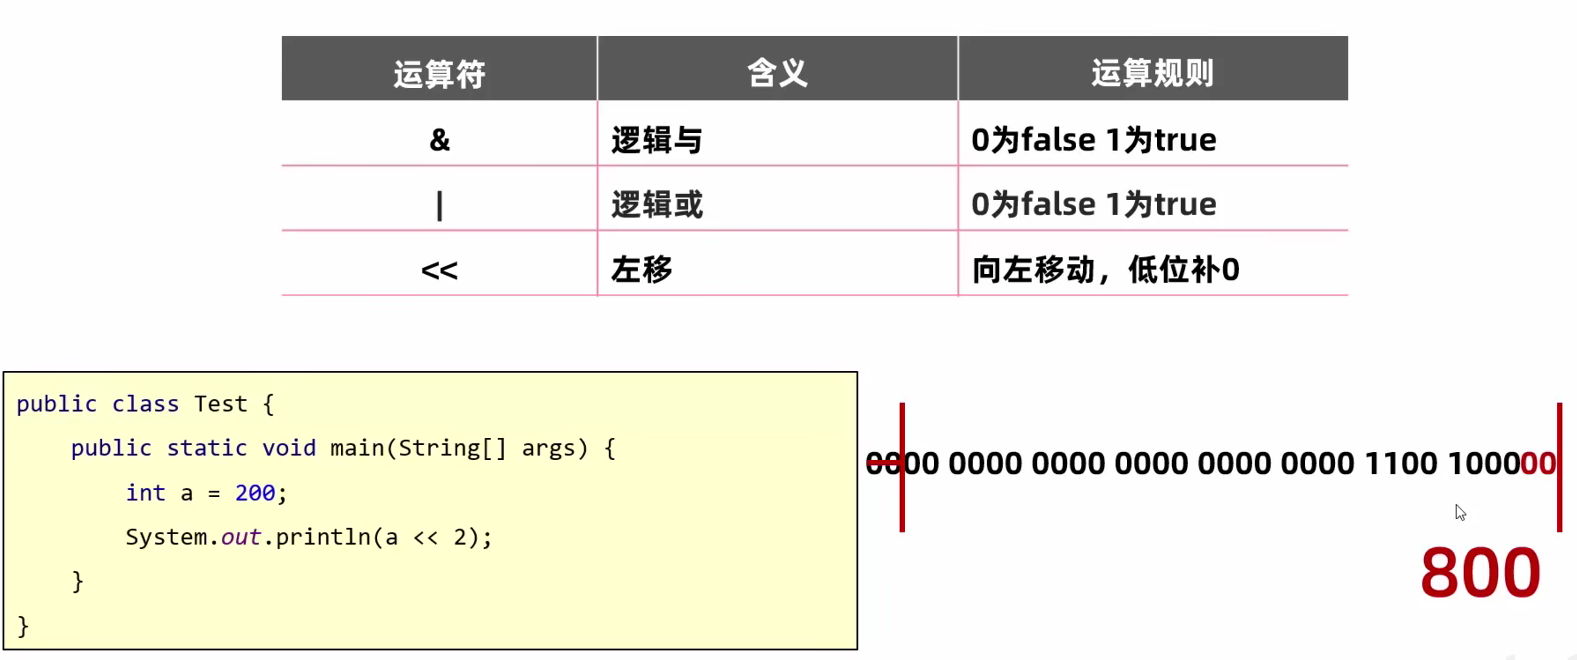 运算符 含义 运算规则
& 逻辑与 0为false 1为true
| 逻辑或 0为false 1为true
<< 左移 向左移动，低位补0
public class Test {
public static void main(String[] args) {
int a = 200;
System.out.println(a << 2);
}
}
0000 0000 0000 0000 0000 0000 1100 100000
800